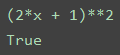 (2*x + 1)**2
True